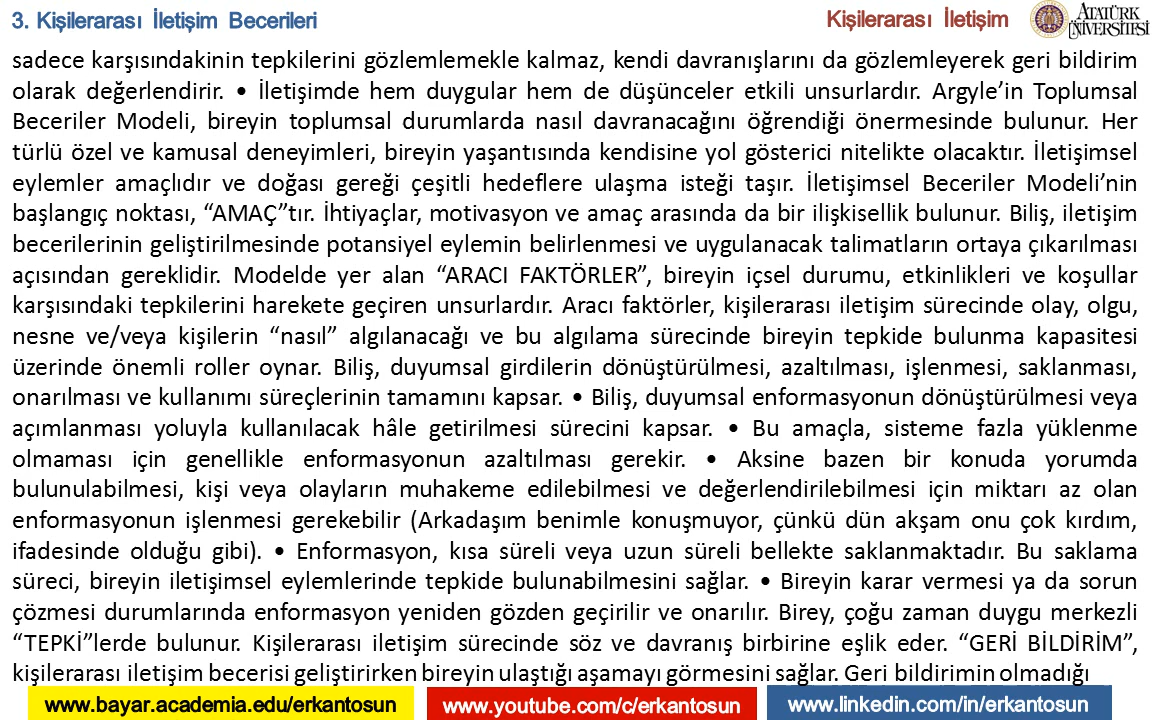 3. Kişilerarası İletişim Becerileri
Kişilerarası İletişim
ATATÜRK
ÜNİVERSİTESİ
sadece karşısındakinin tepkilerini gözlemlemekle kalmaz, kendi davranışlarını da gözlemleyerek geri bildirim
olarak değerlendirir. • İletişimde hem duygular hem de düşünceler etkili unsurlardır. Argyle’in Toplumsal
Beceriler Modeli, bireyin toplumsal durumlarda nasıl davranacağını öğrendiği önermesinde bulunur. Her
türlü özel ve kamusal deneyimleri, bireyin yaşantısında kendisine yol gösterici nitelikte olacaktır. İletişimsel
eylemler amaçlıdır ve doğası gereği çeşitli hedeflere ulaşma isteği taşır. İletişimsel Beceriler Modeli’nin
başlangıç noktası, “AMAÇ”tır. İhtiyaçlar, motivasyon ve amaç arasında da bir ilişkisellik bulunur. Biliş, iletişim
becerilerinin geliştirilmesinde potansiyel eylemin belirlenmesi ve uygulanacak talimatların ortaya çıkarılması
açısından gereklidir. Modelde yer alan “ARACI FAKTÖRLER”, bireyin içsel durumu, etkinlikleri ve koşullar
karşısındaki tepkilerini harekete geçiren unsurlardır. Aracı faktörler, kişilerarası iletişim sürecinde olay, olgu,
nesne ve/veya kişilerin “nasıl” algılanacağı ve bu algılama sürecinde bireyin tepkide bulunma kapasitesi
üzerinde önemli roller oynar. Biliş, duyumsal girdilerin dönüştürülmesi, azaltılması, işlenmesi, saklanması,
onarılması ve kullanımı süreçlerinin tamamını kapsar. • Biliş, duyumsal enformasyonun dönüştürülmesi veya
açımlanması yoluyla kullanılacak hâle getirilmesi sürecini kapsar. • Bu amaçla, sisteme fazla yüklenme
olmaması için genellikle enformasyonun azaltılması gerekir. • Aksine bazen bir konuda yorumda
bulunulabilmesi, kişi veya olayların muhakeme edilebilmesi ve değerlendirilebilmesi için miktarı az olan
enformasyonun işlenmesi gerekebilir (Arkadaşım benimle konuşmuyor, çünkü dün akşam onu çok kırdım,
ifadesinde olduğu gibi). • Enformasyon, kısa süreli veya uzun süreli bellekte saklanmaktadır. Bu saklama
süreci, bireyin iletişimsel eylemlerinde tepkide bulunabilmesini sağlar. • Bireyin karar vermesi ya da sorun
çözmesi durumlarında enformasyon yeniden gözden geçirilir ve onarılır. Birey, çoğu zaman duygu merkezli
“TEPKİ”lerde bulunur. Kişilerarası iletişim sürecinde söz ve davranış birbirine eşlik eder. “GERİ BİLDİRİM”,
kişilerarası iletişim becerisi geliştirirken bireyin ulaştığı aşamayı görmesini sağlar. Geri bildirimin olmadığı
www.bayar.academia.edu/erkantosun
www.youtube.com/c/erkantosun
www.linkedin.com/in/erkantosun